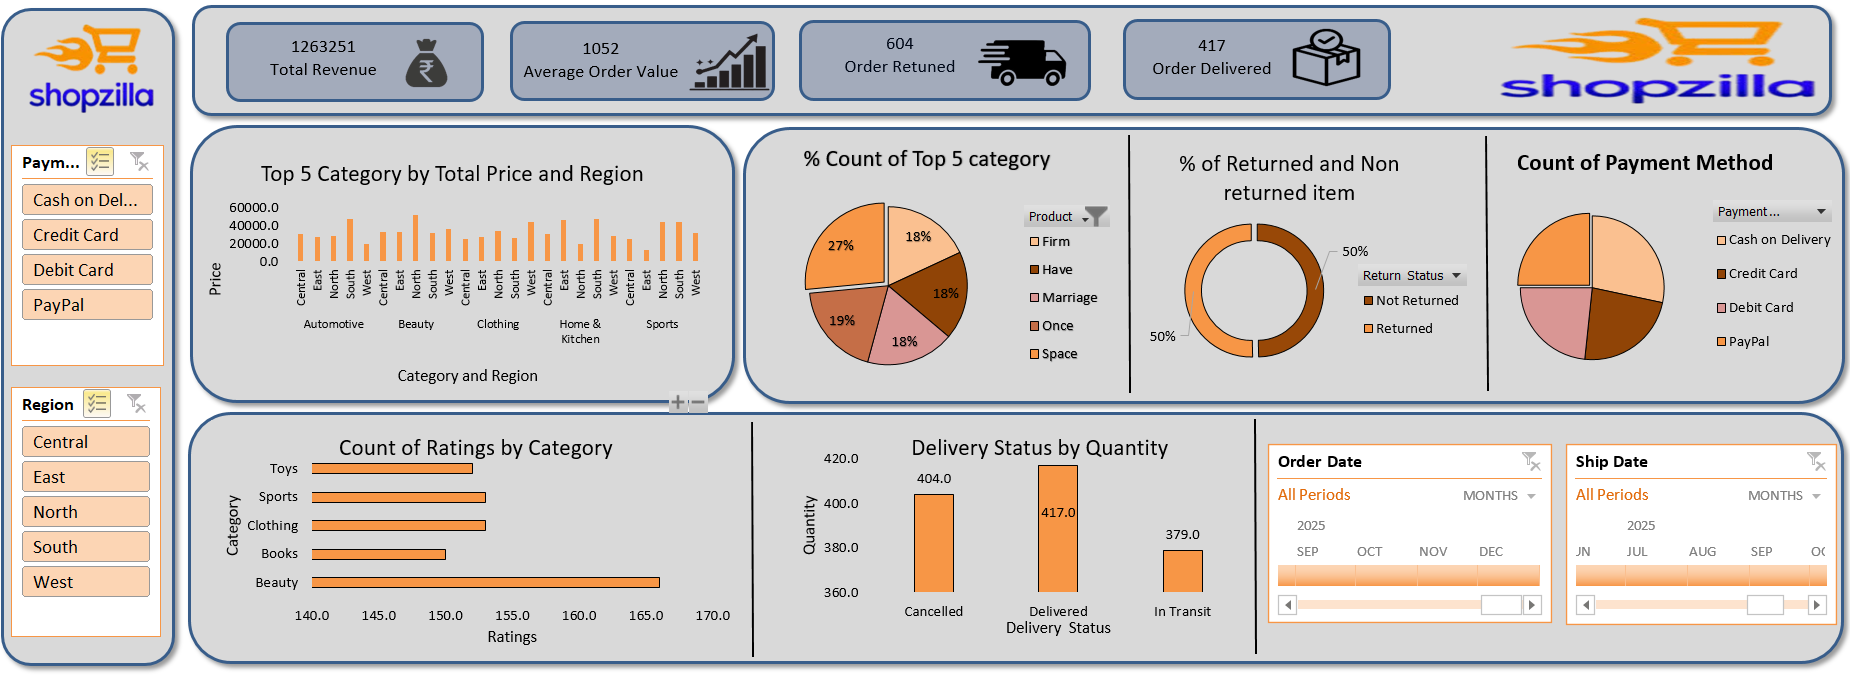 shopzilla
Paym...
Cash on Del...
Credit Card
Debit Card
PayPal
Region
Central
East
North
South
West
1263251
Total Revenue
₹
1052
Average Order Value
604
Order Retuned
417
Order Delivered
shopzilla
Top 5 Category by Total Price and Region
60000.0
40000.0
20000.0
0.0
Price
Central
East
North
South
West
Central
East
North
South
West
Central
East
North
South
West
Central
East
North
South
West
Central
East
North
South
West
Automotive
Beauty
Clothing
Home &
Kitchen
Sports
Category and Region
% Count of Top 5 category
27%
18%
18%
18%
19%
Product
Firm
Have
Marriage
Once
Space
% of Returned and Non
returned item
50%
50%
Return Status
Not Returned
Returned
Count of Payment Method
Payment...
Cash on Delivery
Credit Card
Debit Card
PayPal
Count of Ratings by Category
Category
Toys
Sports
Clothing
Books
Beauty
140.0 145.0 150.0 155.0 160.0 165.0 170.0
Ratings
Delivery Status by Quantity
Quantity
420.0
400.0
380.0
360.0
404.0
417.0
379.0
Cancelled Delivered In Transit
Delivery Status
Order Date
All Periods MONTHS
2025
SEP OCT NOV DEC
Ship Date
All Periods MONTHS
2025
JN JUL AUG SEP OC